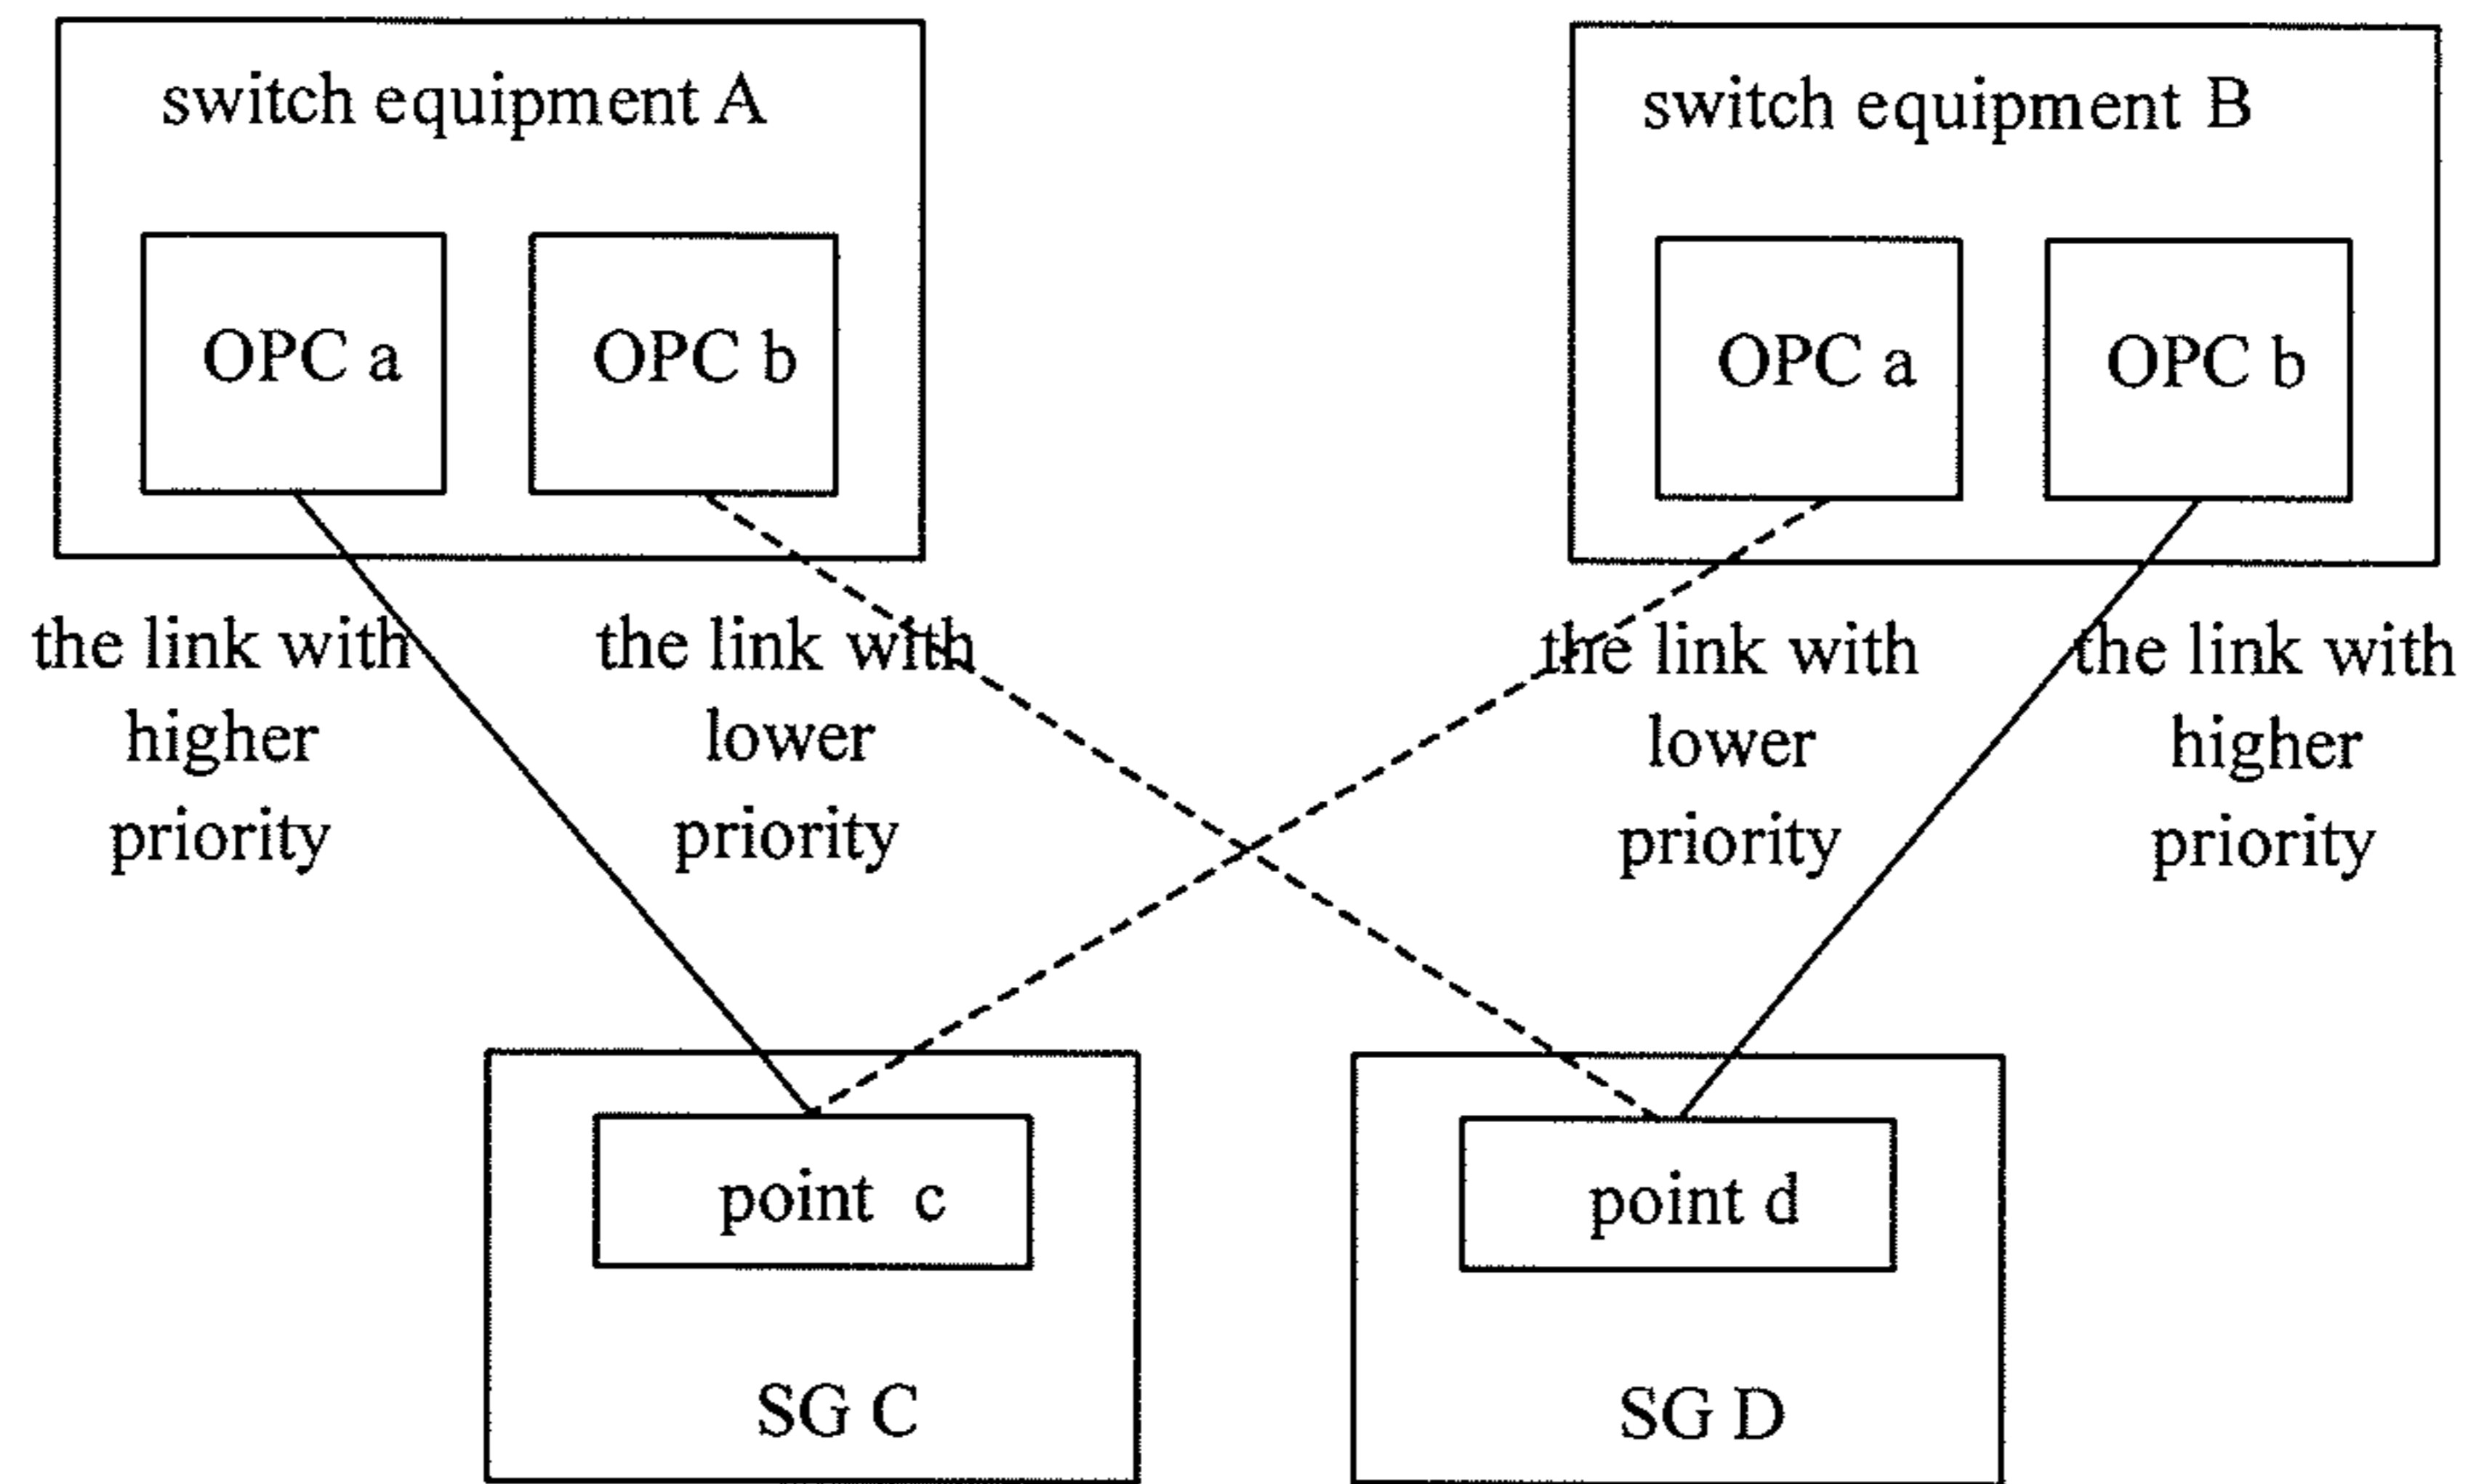 switch equipment A
switch equipment B
OPC a
OPC b
OPC a
OPC b
the link with
higher
priority
the link with
lower
priority
the link with
lower
priority
the link with
higher
priority
point c
point d
SG C
SG D